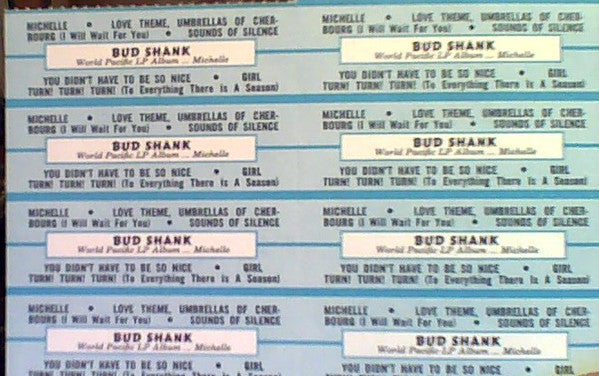 MICHELLE • LOVE THEME, UMBRELLAS OF CHER-
BOURG (I Will Wait For You) • SOUNDS OF SILENCE
BUD SHANK
World Pacific LP Album ... Michelle
YOU DIDN'T HAVE TO BE SO NICE • GIRL
TURN! TURN! TURN! (To Everything There Is A Season)
MICHELLE • LOVE THEME, UMBRELLAS OF CHER-
BOURG (I Will Wait For You) • SOUNDS OF SILENCE
BUD SHANK
World Pacific LP Album ... Michelle
YOU DIDN'T HAVE TO BE SO NICE • GIRL
TURN! TURN! TURN! (To Everything There Is A Season)
MICHELLE • LOVE THEME, UMBRELLAS OF CHER-
BOURG (I Will Wait For You) • SOUNDS OF SILENCE
BUD SHANK
World Pacific LP Album ... Michelle
YOU DIDN'T HAVE TO BE SO NICE • GIRL
TURN! TURN! TURN! (To Everything There Is A Season)
MICHELLE • LOVE THEME, UMBRELLAS OF CHER-
BOURG (I Will Wait For You) • SOUNDS OF SILENCE
BUD SHANK
World Pacific LP Album ... Michelle
YOU DIDN'T HAVE TO BE SO NICE • GIRL
TURN! TURN! TURN! (To Everything There Is A Season)
MICHELLE • LOVE THEME, UMBRELLAS OF CHER-
BOURG (I Will Wait For You) • SOUNDS OF SILENCE
BUD SHANK
World Pacific LP Album ... Michelle
YOU DIDN'T HAVE TO BE SO NICE • GIRL
TURN! TURN! TURN! (To Everything There Is A Season)
MICHELLE • LOVE THEME, UMBRELLAS OF CHER-
BOURG (I Will Wait For You) • SOUNDS OF SILENCE
BUD SHANK
World Pacific LP Album ... Michelle
YOU DIDN'T HAVE TO BE SO NICE • GIRL
TURN! TURN! TURN! (To Everything There Is A Season)
MICHELLE • LOVE THEME, UMBRELLAS OF CHER-
BOURG (I Will Wait For You) • SOUNDS OF SILENCE
BUD SHANK
World Pacific LP Album ... Michelle
YOU DIDN'T HAVE TO BE SO NICE • GIRL
TURN! TURN! TURN! (To Everything There Is A Season)
MICHELLE • LOVE THEME, UMBRELLAS OF CHER-
BOURG (I Will Wait For You) • SOUNDS OF SILENCE
BUD SHANK
World Pacific LP Album ... Michelle
YOU DIDN'T HAVE TO BE SO NICE • GIRL